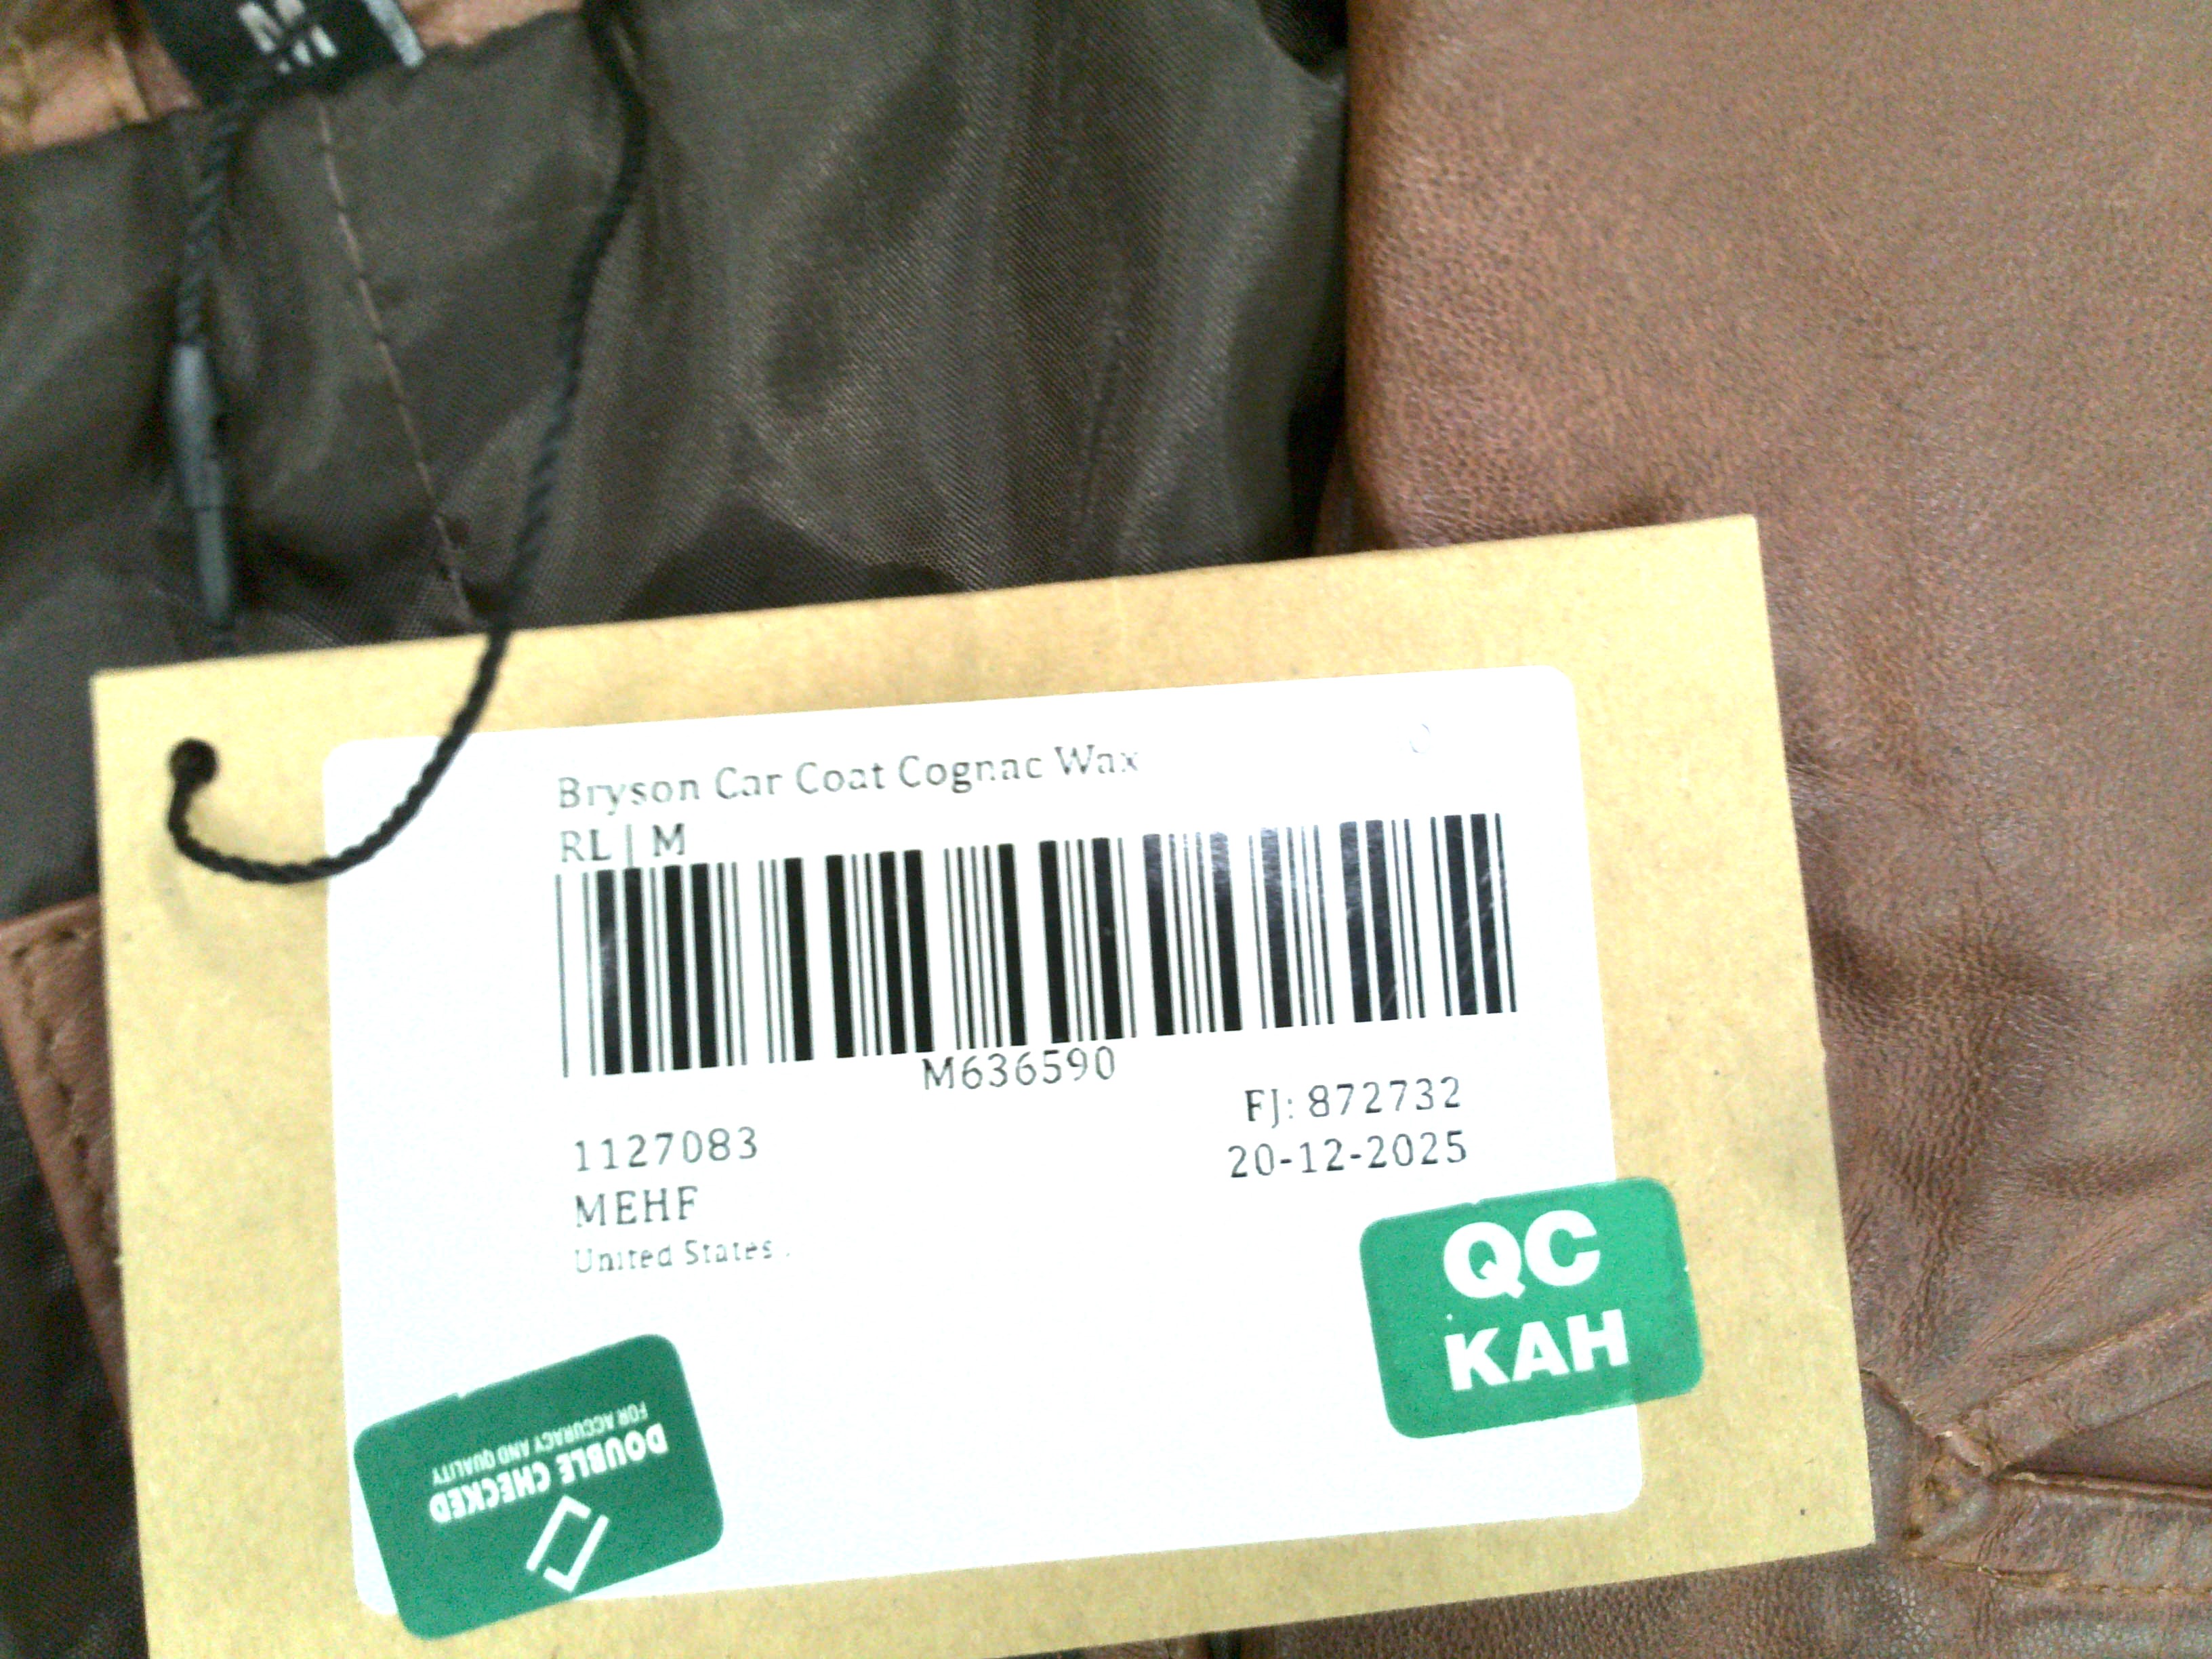 M
Bryson Car Coat Cognac Wax
RL | M
M636590
FJ: 872732
1127083
20-12-2025
MEHF
United States .
QC
KAH
DOUBLE CHECKED
FOR ACCURACY AND QUALITY